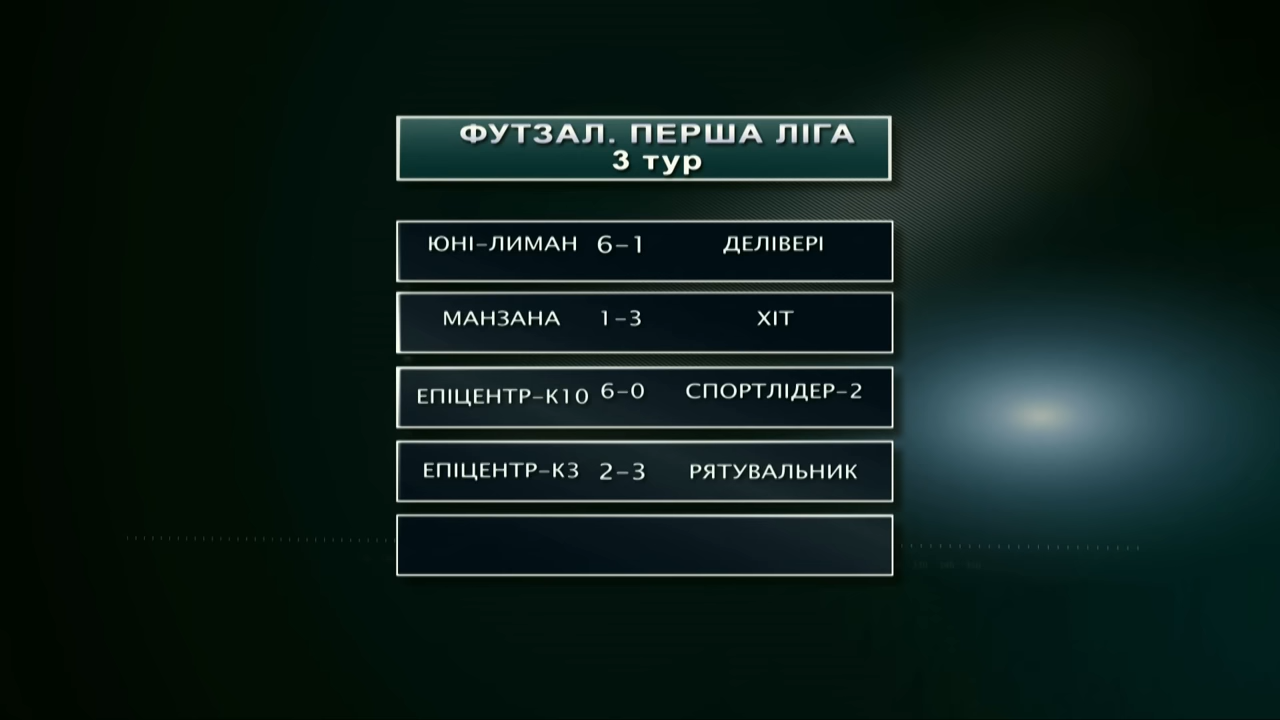 ФУТЗАЛ. ПЕРША ЛІГА
3 тур
ЮНІ-ЛИМАН 6-1 ДЕЛІВЕРІ
МАНЗАНА 1-3 ХІТ
ЕПІЦЕНТР-К10 6-0 СПОРТЛІДЕР-2
ЕПІЦЕНТР-К3 2-3 РЯТУВАЛЬНИК